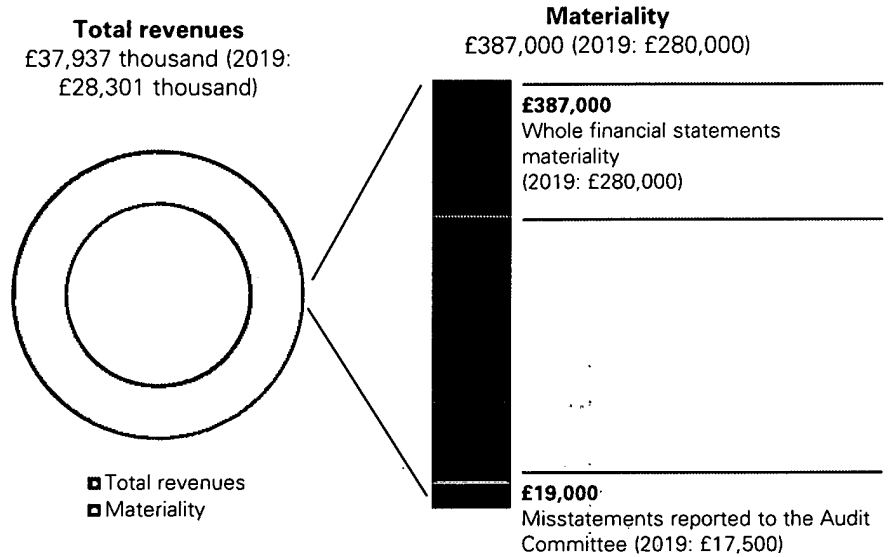 Total revenues
£37,937 thousand (2019:
£28,301 thousand)
Total revenues
Materiality
Materiality
£387,000 (2019: £280,000)
£387,000
Whole financial statements
materiality
(2019: £280,000)
£19,000
Misstatements reported to the Audit
Committee (2019: £17,500)